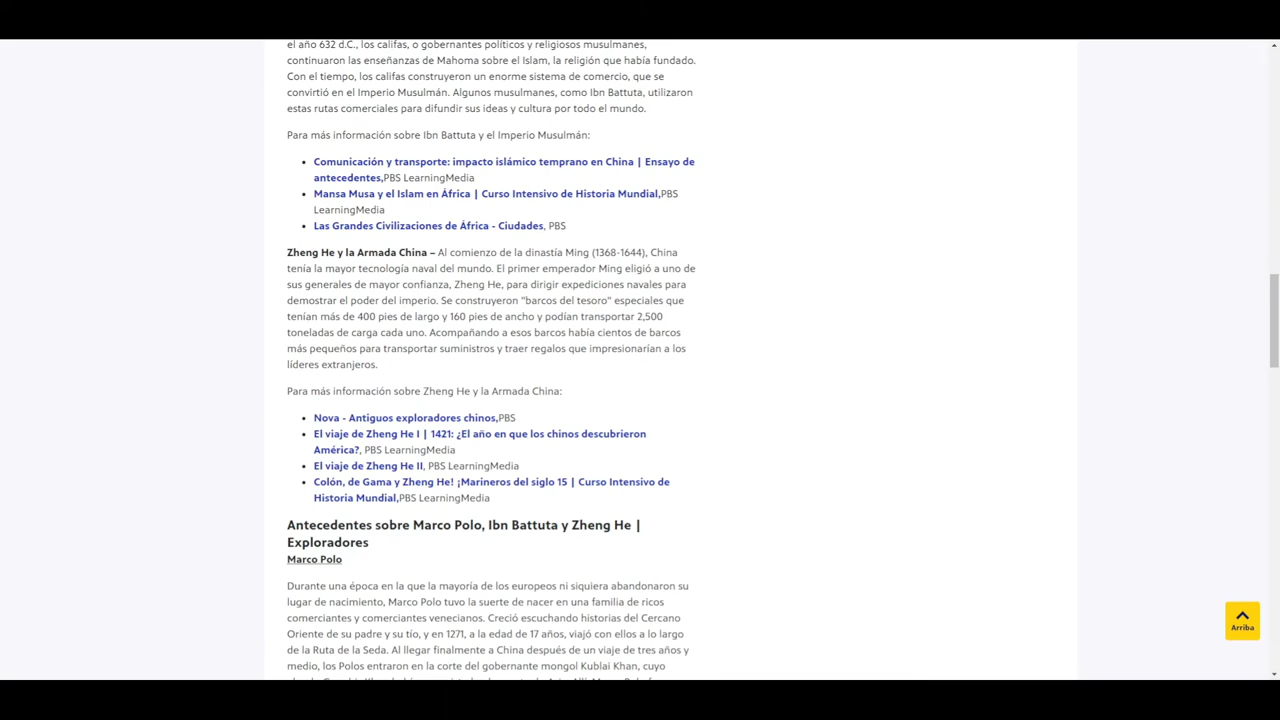 el año 632 d.C., los califas, o gobernantes políticos y religiosos musulmanes,
continuaron las enseñanzas de Mahoma sobre el Islam, la religión que había fundado.
Con el tiempo, los califas construyeron un enorme sistema de comercio, que se
convirtió en el Imperio Musulmán. Algunos musulmanes, como Ibn Battuta, utilizaron
estas rutas comerciales para difundir sus ideas y cultura por todo el mundo.
Para más información sobre Ibn Battuta y el Imperio Musulmán:
Comunicación y transporte: impacto islámico temprano en China | Ensayo de
antecedentes,PBS LearningMedia
Mansa Musa y el Islam en África | Curso Intensivo de Historia Mundial,PBS
LearningMedia
Las Grandes Civilizaciones de África - Ciudades, PBS
Zheng He y la Armada China – Al comienzo de la dinastía Ming (1368-1644), China
tenía la mayor tecnología naval del mundo. El primer emperador Ming eligió a uno de
sus generales de mayor confianza, Zheng He, para dirigir expediciones navales para
demostrar el poder del imperio. Se construyeron "barcos del tesoro" especiales que
tenían más de 400 pies de largo y 160 pies de ancho y podían transportar 2,500
toneladas de carga cada uno. Acompañando a esos barcos había cientos de barcos
más pequeños para transportar suministros y traer regalos que impresionarían a los
líderes extranjeros.
Para más información sobre Zheng He y la Armada China:
Nova - Antiguos exploradores chinos,PBS
El viaje de Zheng He I | 1421: ¿El año en que los chinos descubrieron
América?, PBS LearningMedia
El viaje de Zheng He II, PBS LearningMedia
Colón, de Gama y Zheng He! ¡Marineros del siglo 15 | Curso Intensivo de
Historia Mundial,PBS LearningMedia
Antecedentes sobre Marco Polo, Ibn Battuta y Zheng He |
Exploradores
Marco Polo
Durante una época en la que la mayoría de los europeos ni siquiera abandonaron su
lugar de nacimiento, Marco Polo tuvo la suerte de nacer en una familia de ricos
comerciantes y comerciantes venecianos. Creció escuchando historias del Cercano
Oriente de su padre y su tío, y en 1271, a la edad de 17 años, viajó con ellos a lo largo
de la Ruta de la Seda. Al llegar finalmente a China después de un viaje de tres años y
medio, los Polos entraron en la corte del gobernante mongol Kublai Khan, cuyo
Arriba